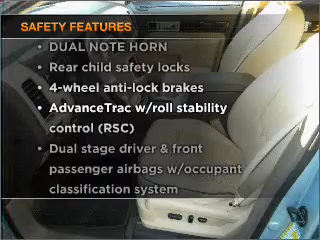 SAFETY FEATURES
• DUAL NOTE HORN
• Rear child safety locks
• 4-wheel anti-lock brakes
• AdvanceTrac w/roll stability
control (RSC)
• Dual stage driver & front
passenger airbags w/occupant
classification system